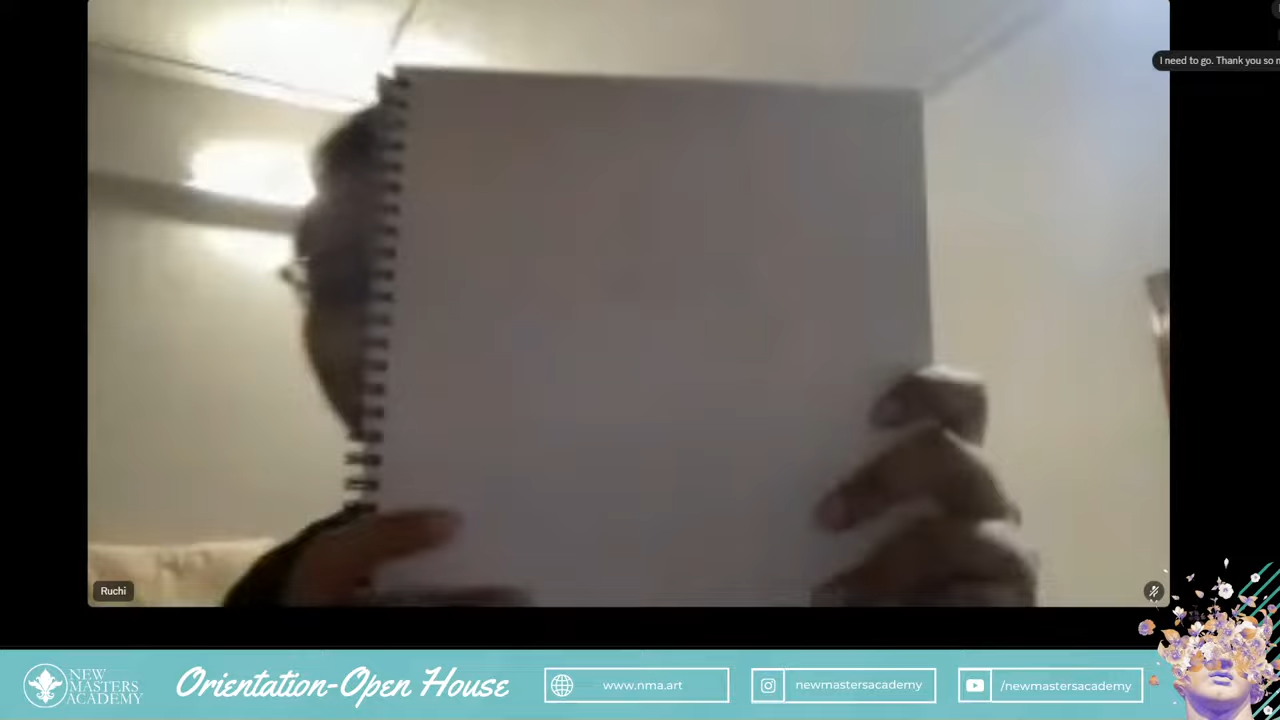 I need to go. Thank you so
Ruchi
NEW
MASTERS
ACADEMY
Orientation-Open House
www.nma.art
newmastersacademy
/newmastersacademy